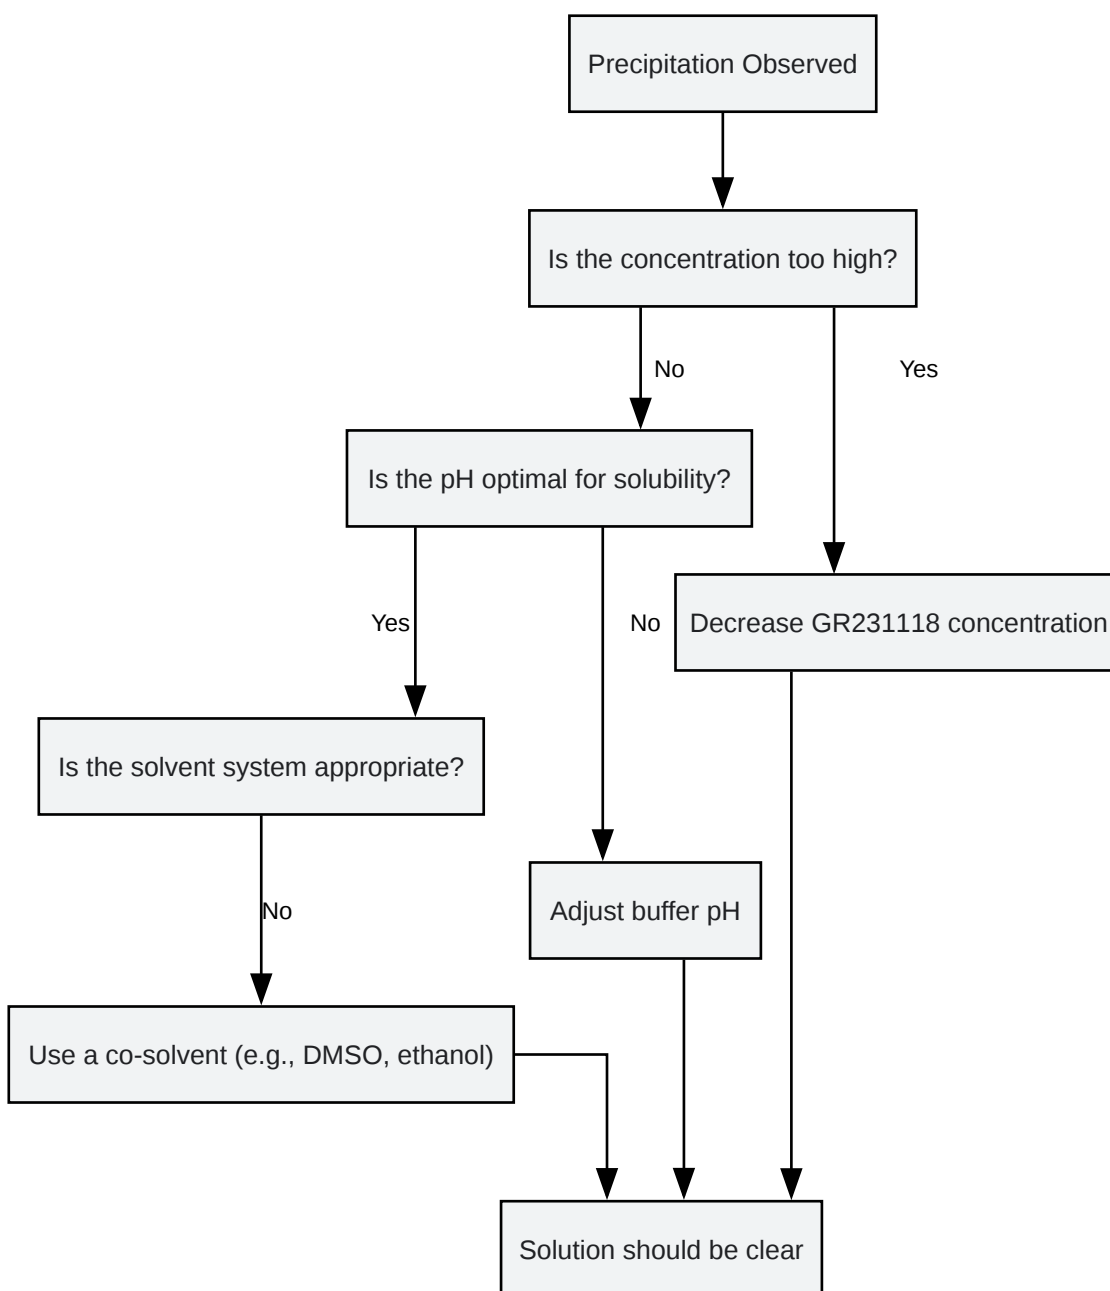 Precipitation Observed
Is the concentration too high?
No
Yes
Is the pH optimal for solubility?
Yes
No
Decrease GR231118 concentration
Is the solvent system appropriate?
No
Adjust buffer pH
Use a co-solvent (e.g., DMSO, ethanol)
Solution should be clear